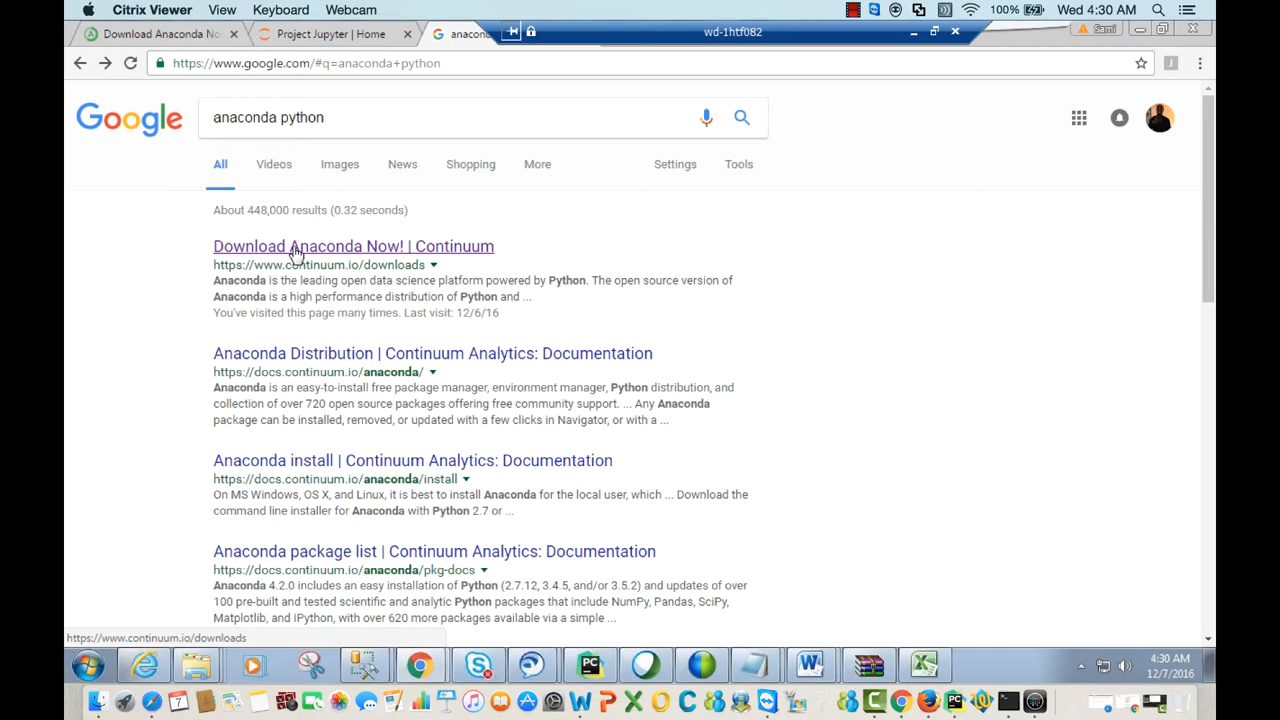 Citrix Viewer View Keyboard Webcam 100% Wed 4:30 AM
Download Anaconda No Project Jupyter | Home anacon wd-1htf082 Sami
https://www.google.com/#q=anaconda+python
Google anaconda python
All Videos Images News Shopping More Settings Tools
About 448,000 results (0.32 seconds)
Download Anaconda Now! | Continuum
https://www.continuum.io/downloads
Anaconda is the leading open data science platform powered by Python. The open source version of
Anaconda is a high performance distribution of Python and ...
You've visited this page many times. Last visit: 12/6/16
Anaconda Distribution | Continuum Analytics: Documentation
https://docs.continuum.io/anaconda/
Anaconda is an easy-to-install free package manager, environment manager, Python distribution, and
collection of over 720 open source packages offering free community support. ... Any Anaconda
package can be installed, removed, or updated with a few clicks in Navigator, or with a ...
Anaconda install | Continuum Analytics: Documentation
https://docs.continuum.io/anaconda/install
On MS Windows, OS X, and Linux, it is best to install Anaconda for the local user, which ... Download the
command line installer for Anaconda with Python 2.7 or ...
Anaconda package list | Continuum Analytics: Documentation
https://docs.continuum.io/anaconda/pkg-docs
Anaconda 4.2.0 includes an easy installation of Python (2.7.12, 3.4.5, and/or 3.5.2) and updates of over
100 pre-built and tested scientific and analytic Python packages that include NumPy, Pandas, SciPy,
Matplotlib, and IPython, with over 620 more packages available via a simple ...
https://www.continuum.io/downloads
4:30 AM
12/7/2016